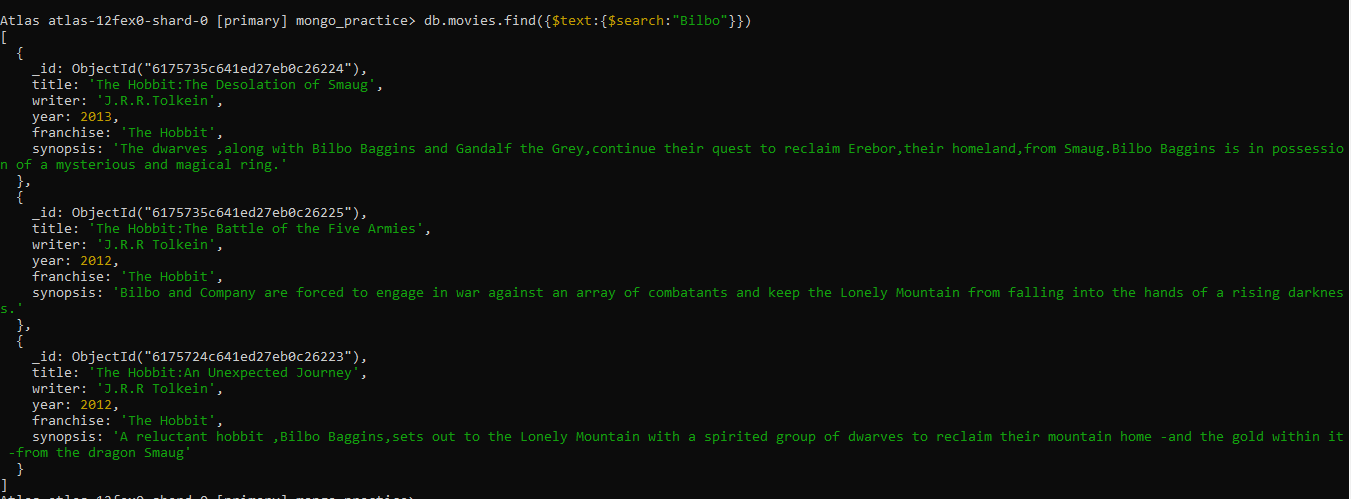 Atlas atlas-12fex0-shard-0 [primary] mongo_practice> db.movies.find({$text:{$search:"Bilbo"}})
[
  {
    _id: ObjectId("6175735c641ed27eb0c26224"),
    title: 'The Hobbit:The Desolation of Smaug',
    writer: 'J.R.R.Tolkein',
    year: 2013,
    franchise: 'The Hobbit',
    synopsis: 'The dwarves ,along with Bilbo Baggins and Gandalf the Grey,continue their quest to reclaim Erebor,their homeland,from Smaug.Bilbo Baggins is in possessio
n of a mysterious and magical ring.'
  },
  {
    _id: ObjectId("6175735c641ed27eb0c26225"),
    title: 'The Hobbit:The Battle of the Five Armies',
    writer: 'J.R.R Tolkein',
    year: 2012,
    franchise: 'The Hobbit',
    synopsis: 'Bilbo and Company are forced to engage in war against an array of combatants and keep the Lonely Mountain from falling into the hands of a rising darknes
s.'
  },
  {
    _id: ObjectId("6175724c641ed27eb0c26223"),
    title: 'The Hobbit:An Unexpected Journey',
    writer: 'J.R.R Tolkein',
    year: 2012,
    franchise: 'The Hobbit',
    synopsis: 'A reluctant hobbit ,Bilbo Baggins,sets out to the Lonely Mountain with a spirited group of dwarves to reclaim their mountain home -and the gold within it
 -from the dragon Smaug'
  }
]
Atlas atlas-12fex0-shard-0 [primary] mongo_practice>